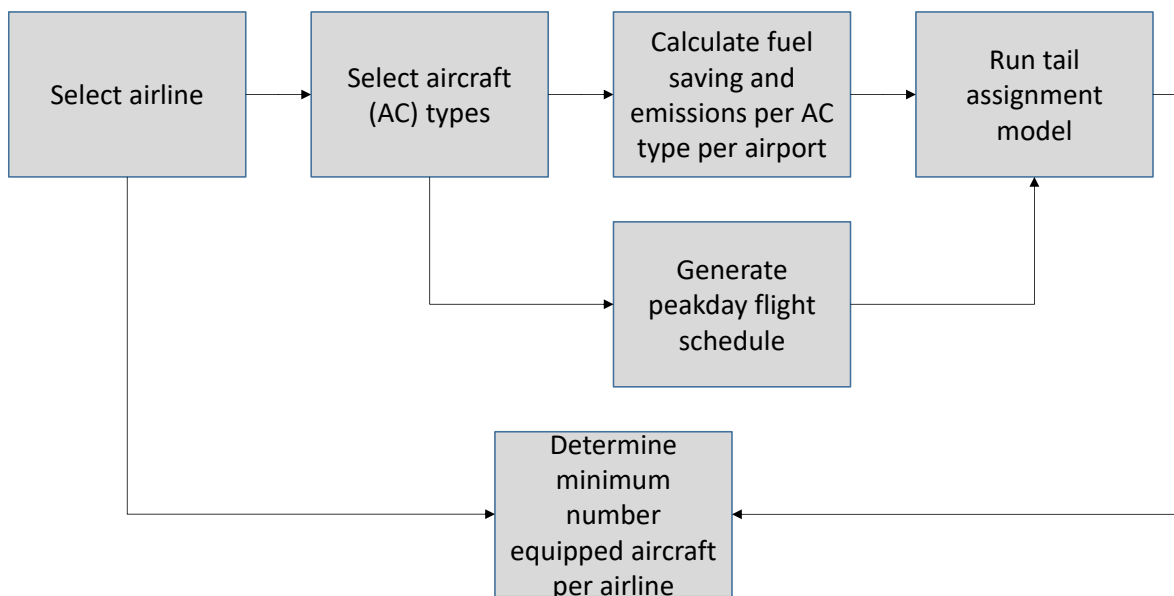 Select airline
Select aircraft
(AC) types
Calculate fuel
saving and
emissions per AC
type per airport
Run tail
assignment
model
Generate
peakday flight
schedule
Determine
minimum
number
equipped aircraft
per airline